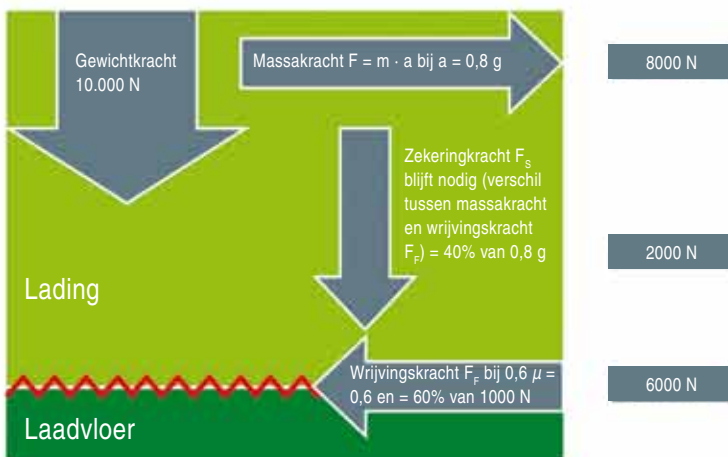 Gewichtkracht
10.000 N
Massakracht F = m · a bij a = 0,8 g
8000 N
Zekeringkracht F_S
blijft nodig (verschil
tussen massakracht
en wrijvingskracht
F_F) = 40% van 0,8 g
2000 N
Lading
Wrijvingskracht F_F bij 0,6 μ =
0,6 en = 60% van 1000 N
6000 N
Laadvloer